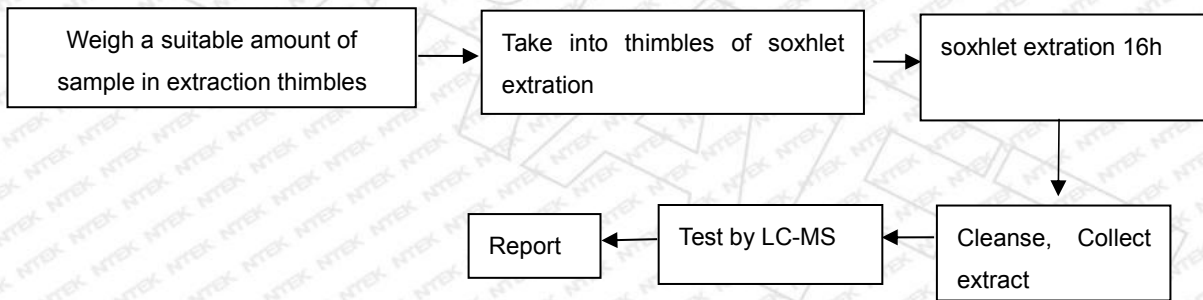 Weigh a suitable amount of
sample in extraction thimbles
Take into thimbles of soxhlet
extration
soxhlet extration 16h
Cleanse, Collect
extract
Test by LC-MS
Report